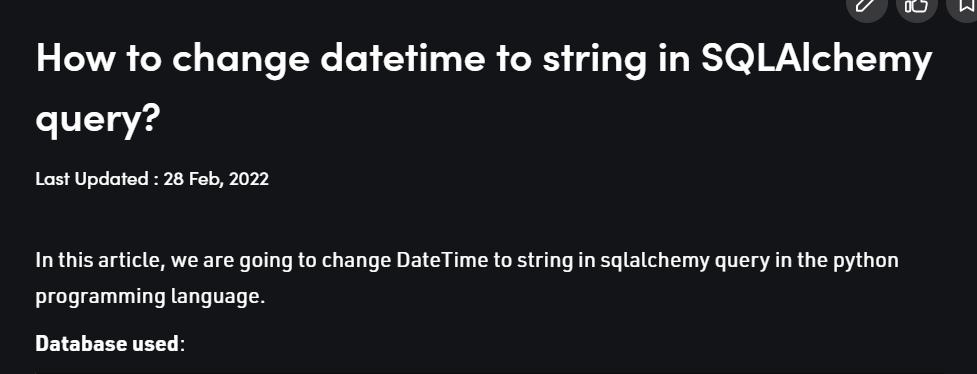 How to change datetime to string in SQLAlchemy
query?
Last Updated : 28 Feb, 2022
In this article, we are going to change DateTime to string in sqlalchemy query in the python
programming language.
Database used: